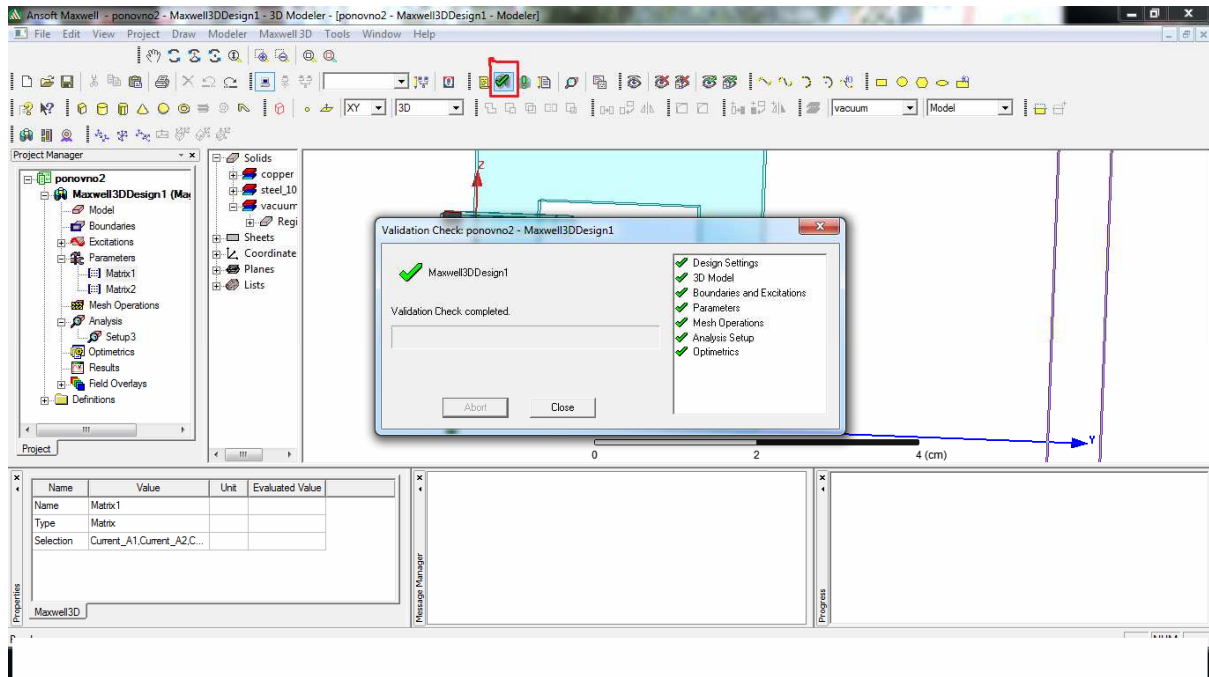 Ansoft Maxwell - ponovno2 - Maxwell3DDesign1 - 3D Modeler - [ponovno2 - Maxwell3DDesign1 - Modeler]
File Edit View Project Draw Modeler Maxwell 3D Tools Window Help
XY 3D vacuum Model
Project Manager
ponovno2
Maxwell3DDesign1 (Mag
Model
Boundaries
Excitations
Parameters
Matrix1
Matrix2
Mesh Operations
Analysis
Setup3
Optimetrics
Results
Field Overlays
Definitions
Project
Solids
copper
steel_10
vacuum
Regi
Sheets
Coordinate
Planes
Lists
Z
Validation Check: ponovno2 - Maxwell3DDesign1
Maxwell3DDesign1
Validation Check completed.
Abort Close
Design Settings
3D Model
Boundaries and Excitations
Parameters
Mesh Operations
Analysis Setup
Optimetrics
Y
0 2 4 (cm)
Name Value Unit Evaluated Value
Name Matrix1
Type Matrix
Selection Current_A1,Current_A2,C...
Maxwell3D
Properties
Message Manager
Progress